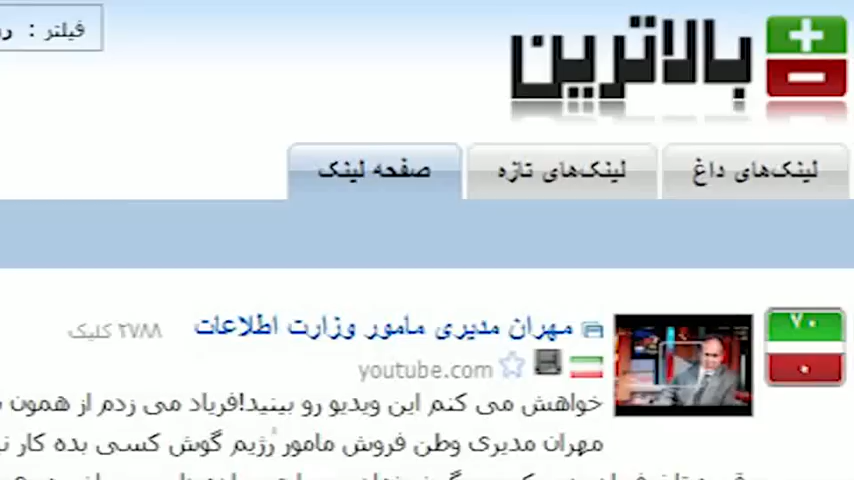 فیلتر :
بالاترین
لینک‌های داغ
لینک‌های تازه
صفحه لینک
۷۰
۰
مهران مدیری مامور وزارت اطلاعات
۲۷۸۸ کلیک
youtube.com
خواهش می کنم این ویدیو رو ببینید!فریاد می زدم از همون
مهران مدیری وطن فروش مامور رژیم گوش کسی بده کار